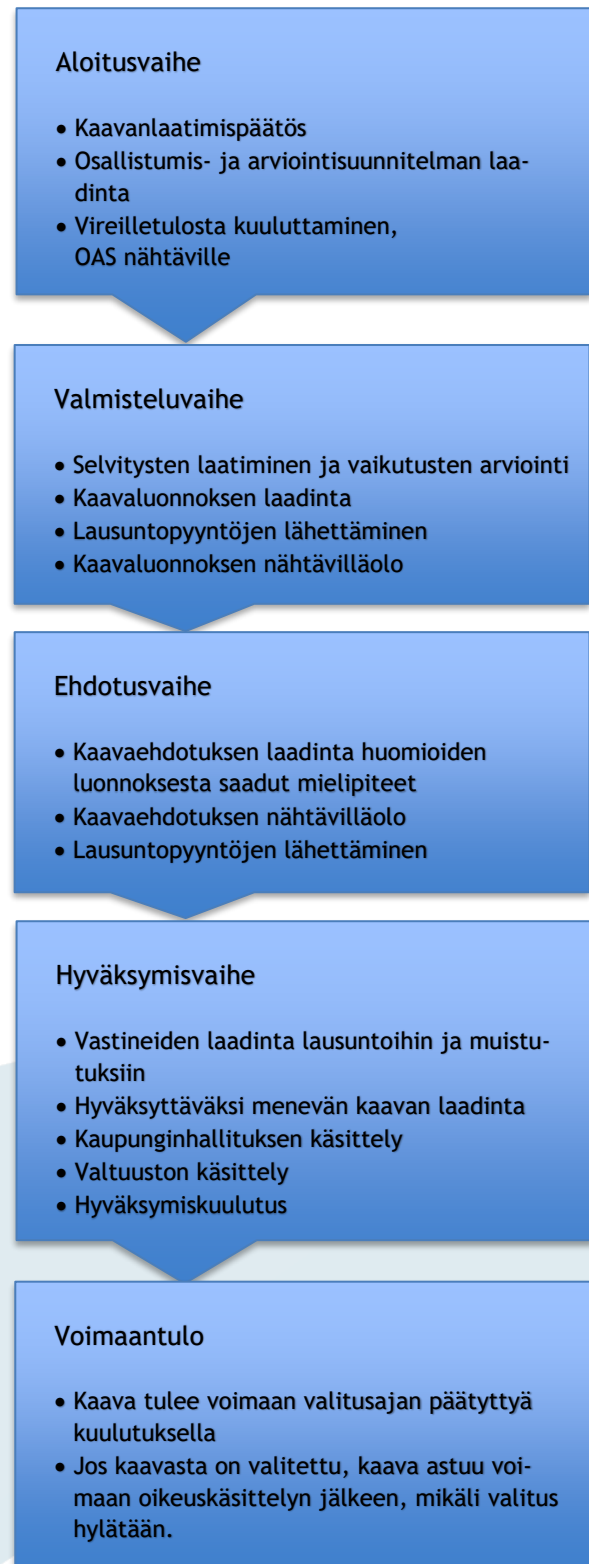 Aloitusvaihe
• Kaavanlaatimispäätös
• Osallistumis- ja arviointisuunnitelman laa-
dinta
• Vireilletulosta kuuluttaminen,
OAS nähtäville
Valmisteluvaihe
• Selvitysten laatiminen ja vaikutusten arviointi
• Kaavaluonnoksen laadinta
• Lausuntopyyntöjen lähettäminen
• Kaavaluonnoksen nähtävilläolo
Ehdotusvaihe
• Kaavaehdotuksen laadinta huomioiden
luonnoksesta saadut mielipiteet
• Kaavaehdotuksen nähtävilläolo
• Lausuntopyyntöjen lähettäminen
Hyväksymisvaihe
• Vastineiden laadinta lausuntoihin ja muistu-
tuksiin
• Hyväksyttäväksi menevän kaavan laadinta
• Kaupunginhallituksen käsittely
• Valtuuston käsittely
• Hyväksymiskuulutus
Voimaantulo
• Kaava tulee voimaan valitusajan päätyttyä
kuulutuksella
• Jos kaavasta on valitettu, kaava astuu voi-
maan oikeuskäsittelyn jälkeen, mikäli valitus
hylätään.